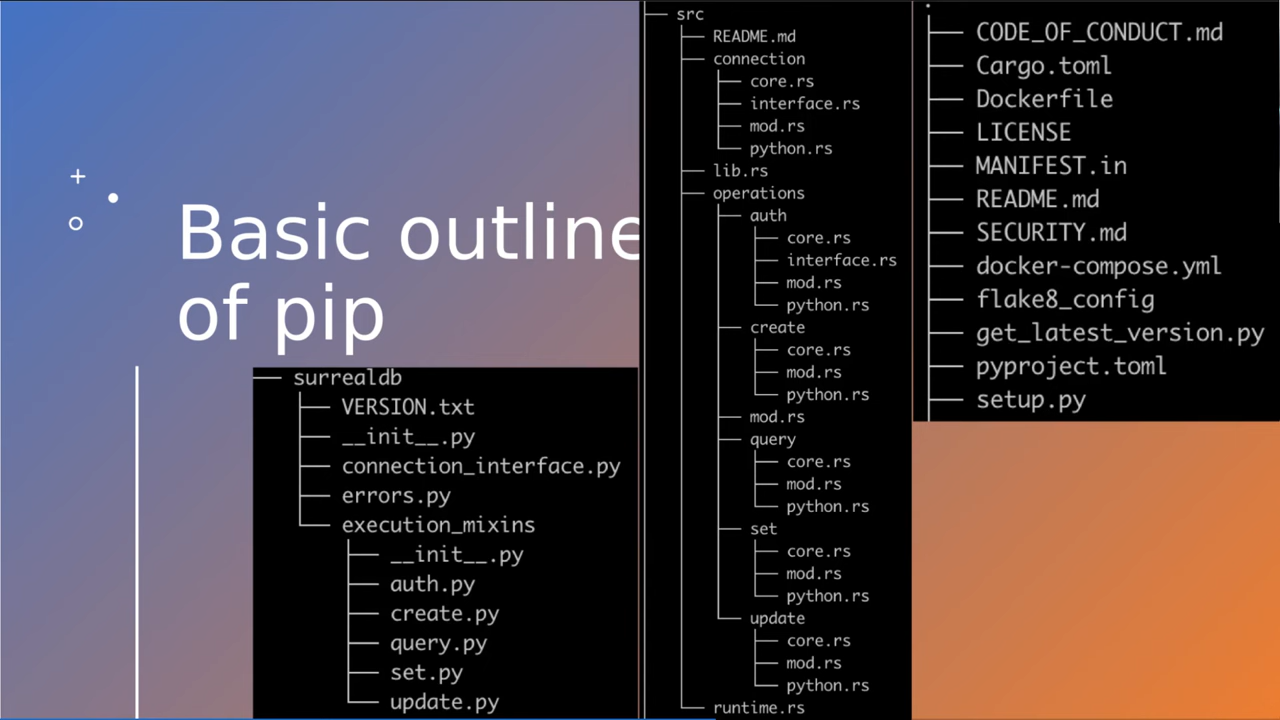 Basic outline
of pip
surrealdb
VERSION.txt
__init__.py
connection_interface.py
errors.py
execution_mixins
__init__.py
auth.py
create.py
query.py
set.py
update.py
src
README.md
connection
core.rs
interface.rs
mod.rs
python.rs
lib.rs
operations
auth
core.rs
interface.rs
mod.rs
python.rs
create
core.rs
mod.rs
python.rs
mod.rs
query
core.rs
mod.rs
python.rs
set
core.rs
mod.rs
python.rs
update
core.rs
mod.rs
python.rs
runtime.rs
.
CODE_OF_CONDUCT.md
Cargo.toml
Dockerfile
LICENSE
MANIFEST.in
README.md
SECURITY.md
docker-compose.yml
flake8_config
get_latest_version.py
pyproject.toml
setup.py